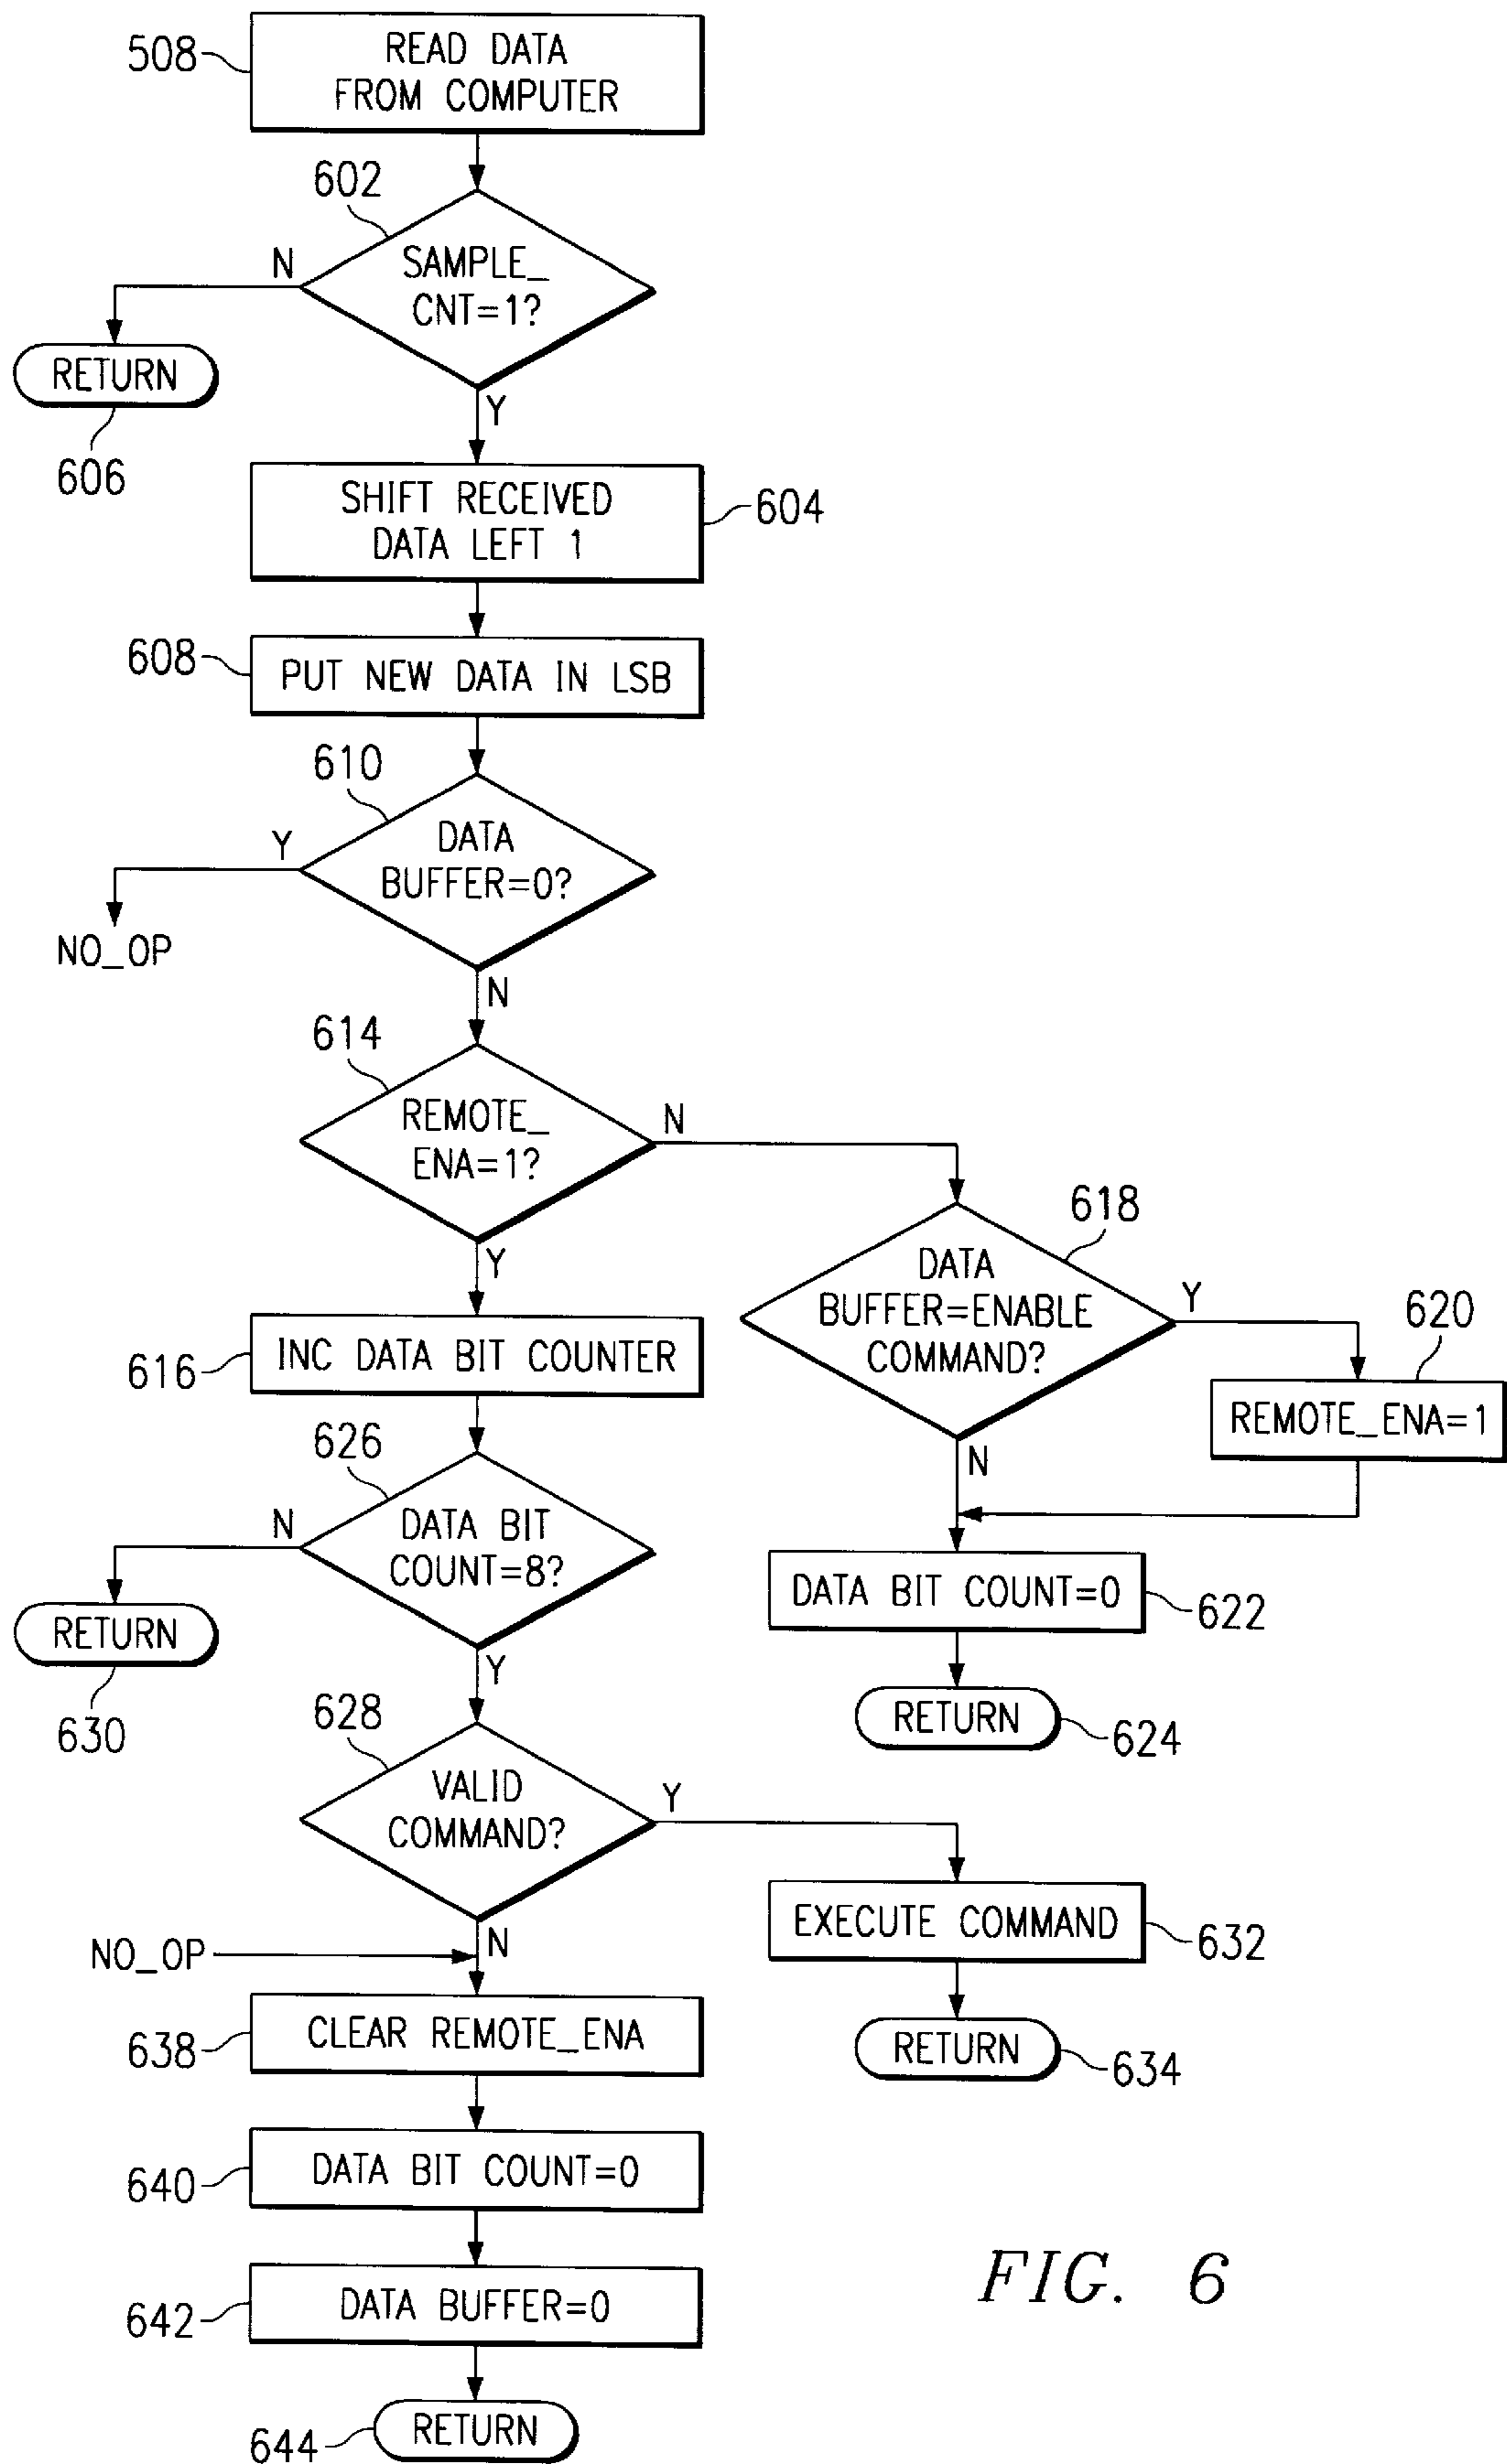 508
READ DATA
FROM COMPUTER
602
N
SAMPLE_
CNT=1?
RETURN
606
Y
SHIFT RECEIVED
DATA LEFT 1
604
608
PUT NEW DATA IN LSB
610
Y
DATA
BUFFER=0?
NO_OP
N
614
REMOTE_
ENA=1?
N
Y
618
DATA
BUFFER=ENABLE
COMMAND?
Y
620
REMOTE_ENA=1
N
616
INC DATA BIT COUNTER
626
N
DATA BIT
COUNT=8?
RETURN
630
Y
DATA BIT COUNT=0
622
RETURN
624
628
VALID
COMMAND?
Y
EXECUTE COMMAND
632
RETURN
634
NO_OP
N
638
CLEAR REMOTE_ENA
640
DATA BIT COUNT=0
642
DATA BUFFER=0
644
RETURN
FIG. 6